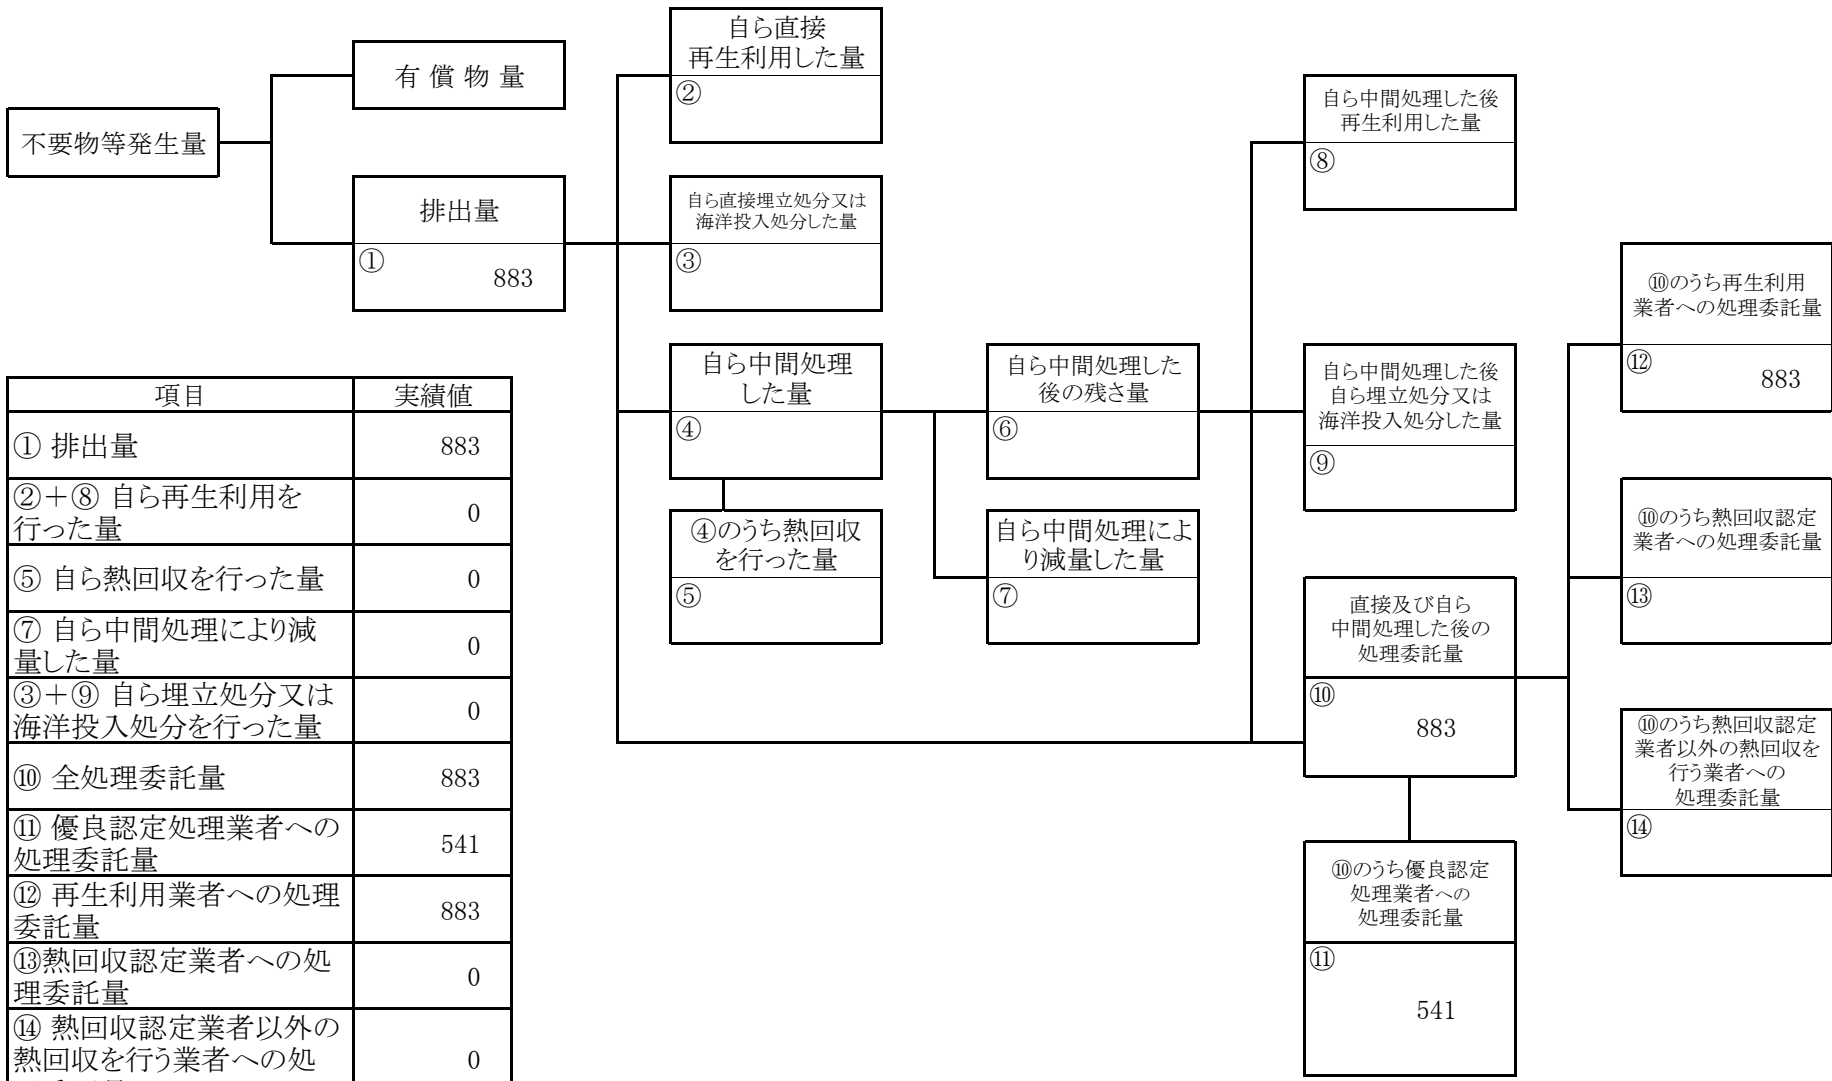 不要物等発生量
有 償 物 量
排出量
①
883
自ら直接
再生利用した量
②
自ら直接埋立処分又は
海洋投入処分した量
③
自ら中間処理
した量
④
④のうち熱回収
を行った量
⑤
自ら中間処理した
後の残さ量
⑥
自ら中間処理によ
り減量した量
⑦
自ら中間処理した後
再生利用した量
⑧
自ら中間処理した後
自ら埋立処分又は
海洋投入処分した量
⑨
直接及び自ら
中間処理した後の
処理委託量
⑩
883
⑩のうち優良認定
処理業者への
処理委託量
⑪
541
⑩のうち再生利用
業者への処理委託量
⑫
883
⑩のうち熱回収認定
業者への処理委託量
⑬
⑩のうち熱回収認定
業者以外の熱回収を
行う業者への
処理委託量
⑭
項目 実績値
① 排出量 883
②＋⑧ 自ら再生利用を
行った量 0
⑤ 自ら熱回収を行った量 0
⑦ 自ら中間処理により減
量した量 0
③＋⑨ 自ら埋立処分又は
海洋投入処分を行った量 0
⑩ 全処理委託量 883
⑪ 優良認定処理業者への
処理委託量 541
⑫ 再生利用業者への処理
委託量 883
⑬熱回収認定業者への処
理委託量 0
⑭ 熱回収認定業者以外の
熱回収を行う業者への処 0